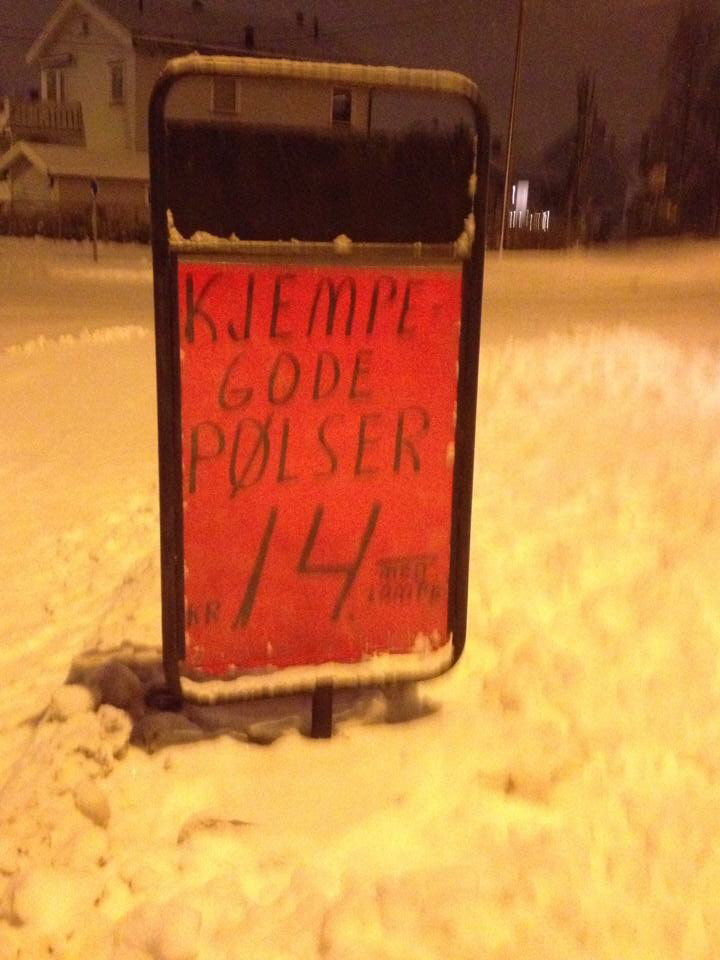 KJEMPE-
GODE
PØLSER
KR 14 MED
LOMPE